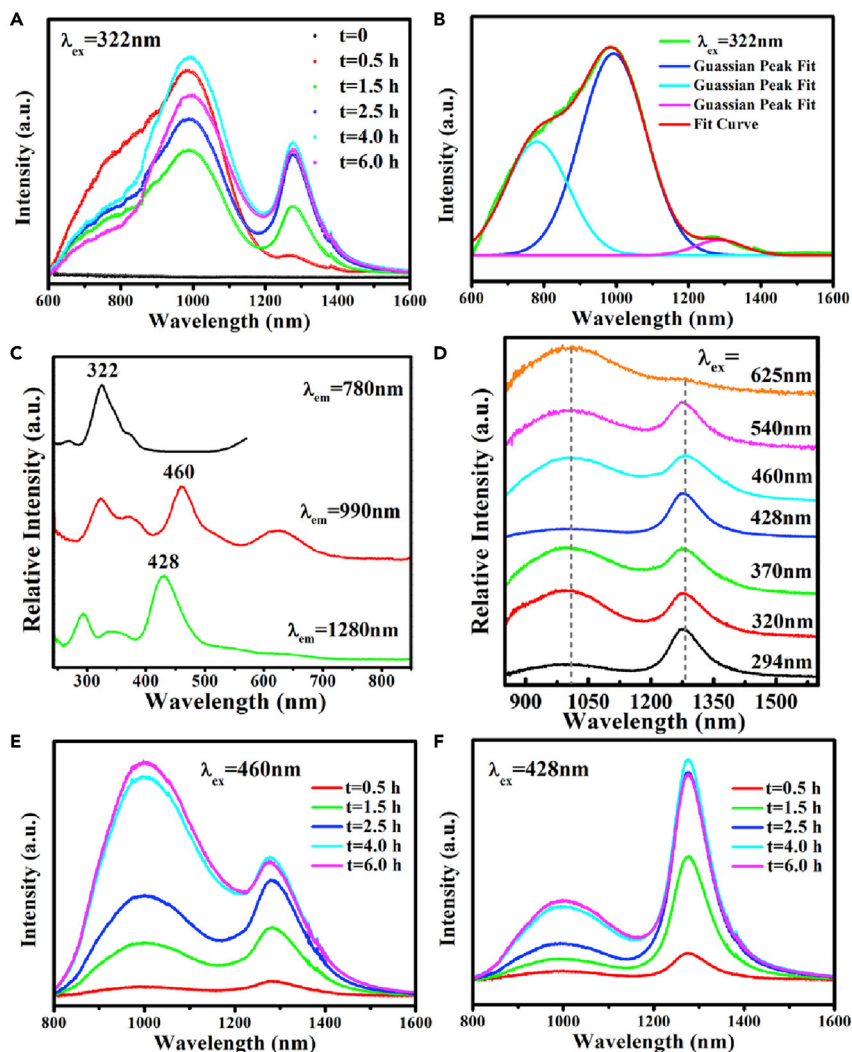 A
λex=322nm
t=0
t=0.5 h
t=1.5 h
t=2.5 h
t=4.0 h
t=6.0 h
Intensity (a.u.)
600 800 1000 1200 1400 1600
Wavelength (nm)
B
λex=322nm
Guassian Peak Fit
Guassian Peak Fit
Guassian Peak Fit
Fit Curve
Intensity (a.u.)
600 800 1000 1200 1400 1600
Wavelength (nm)
C
322
λem=780nm
460
λem=990nm
428
λem=1280nm
Relative Intensity (a.u.)
300 400 500 600 700 800
Wavelength (nm)
D
λex=
625nm
540nm
460nm
428nm
370nm
320nm
294nm
Relative Intensity (a.u.)
900 1050 1200 1350 1500
Wavelength (nm)
E
λex=460nm
t=0.5 h
t=1.5 h
t=2.5 h
t=4.0 h
t=6.0 h
Intensity (a.u.)
800 1000 1200 1400 1600
Wavelength (nm)
F
λex=428nm
t=0.5 h
t=1.5 h
t=2.5 h
t=4.0 h
t=6.0 h
Intensity (a.u.)
800 1000 1200 1400 1600
Wavelength (nm)